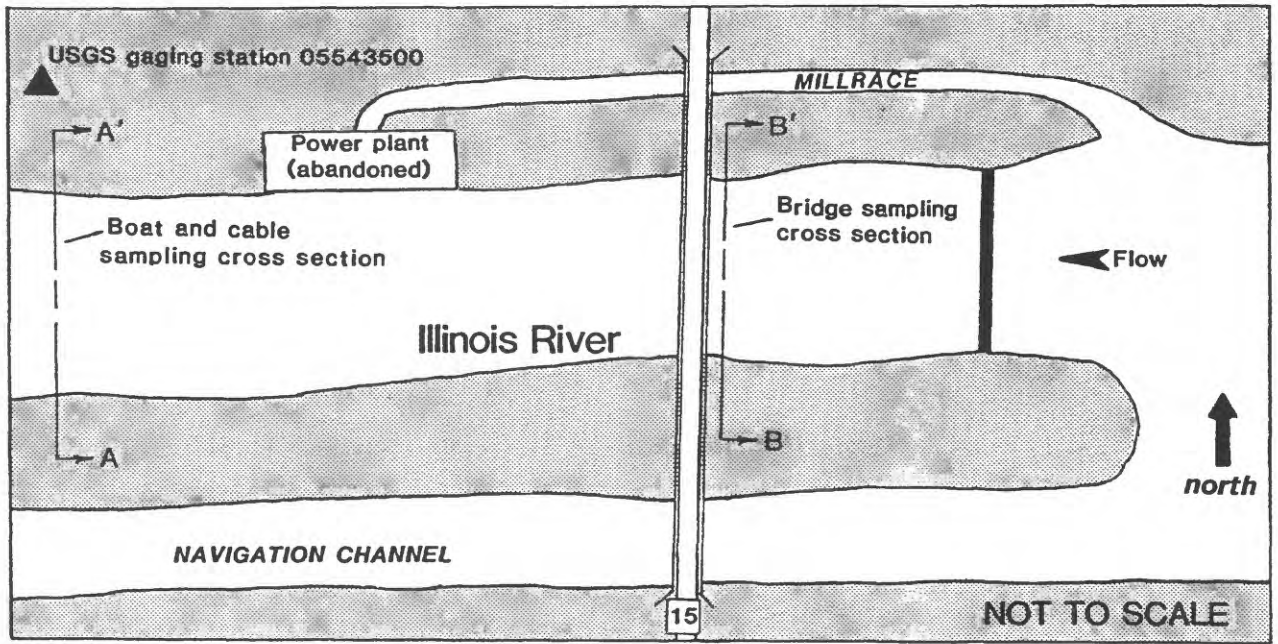 USGS gaging station 05543500
MILLRACE
A'
B'
Power plant
(abandoned)
Boat and cable
sampling cross section
Bridge sampling
cross section
Flow
Illinois River
A
B
north
NAVIGATION CHANNEL
15
NOT TO SCALE